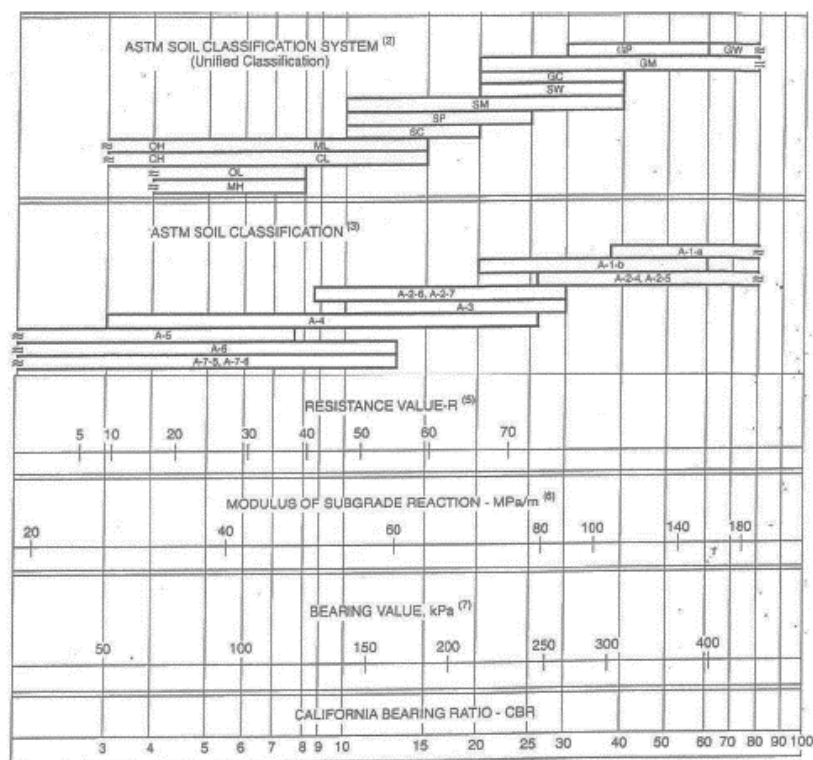 ASTM SOIL CLASSIFICATION SYSTEM (2)
(Unified Classification)
GP GW
GM
GC
SW
SM
SP
SC
OH ML
CH CL
OL
MH
ASTM SOIL CLASSIFICATION (3)
A-1-a
A-1-b
A-2-4, A-2-5
A-2-6, A-2-7
A-3
A-4
A-5
A-6
A-7-5, A-7-6
RESISTANCE VALUE-R (5)
5 10 20 30 40 50 60 70
MODULUS OF SUBGRADE REACTION - MPa/m (6)
20 40 60 80 100 140 180
BEARING VALUE, kPa (7)
50 100 150 200 250 300 400
CALIFORNIA BEARING RATIO - CBR
3 4 5 6 7 8 9 10 15 20 25 30 40 50 60 70 80 90 100